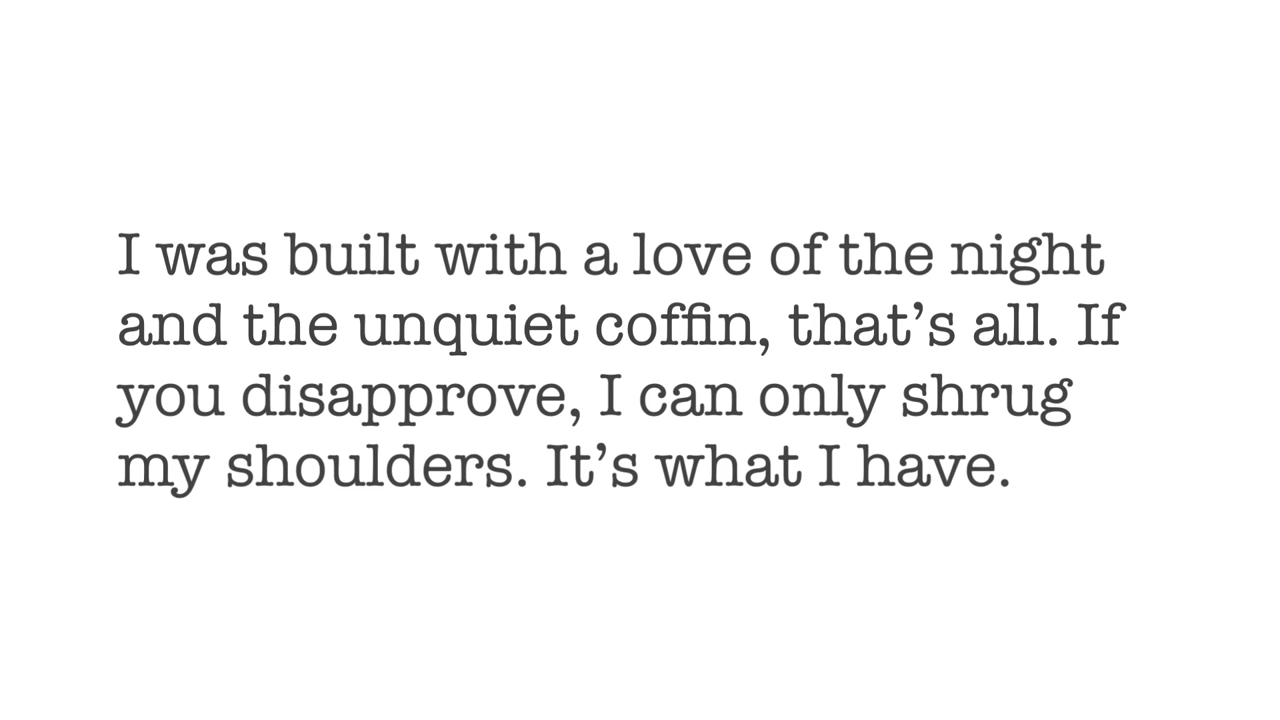 I was built with a love of the night
and the unquiet coffin, that’s all. If
you disapprove, I can only shrug
my shoulders. It’s what I have.